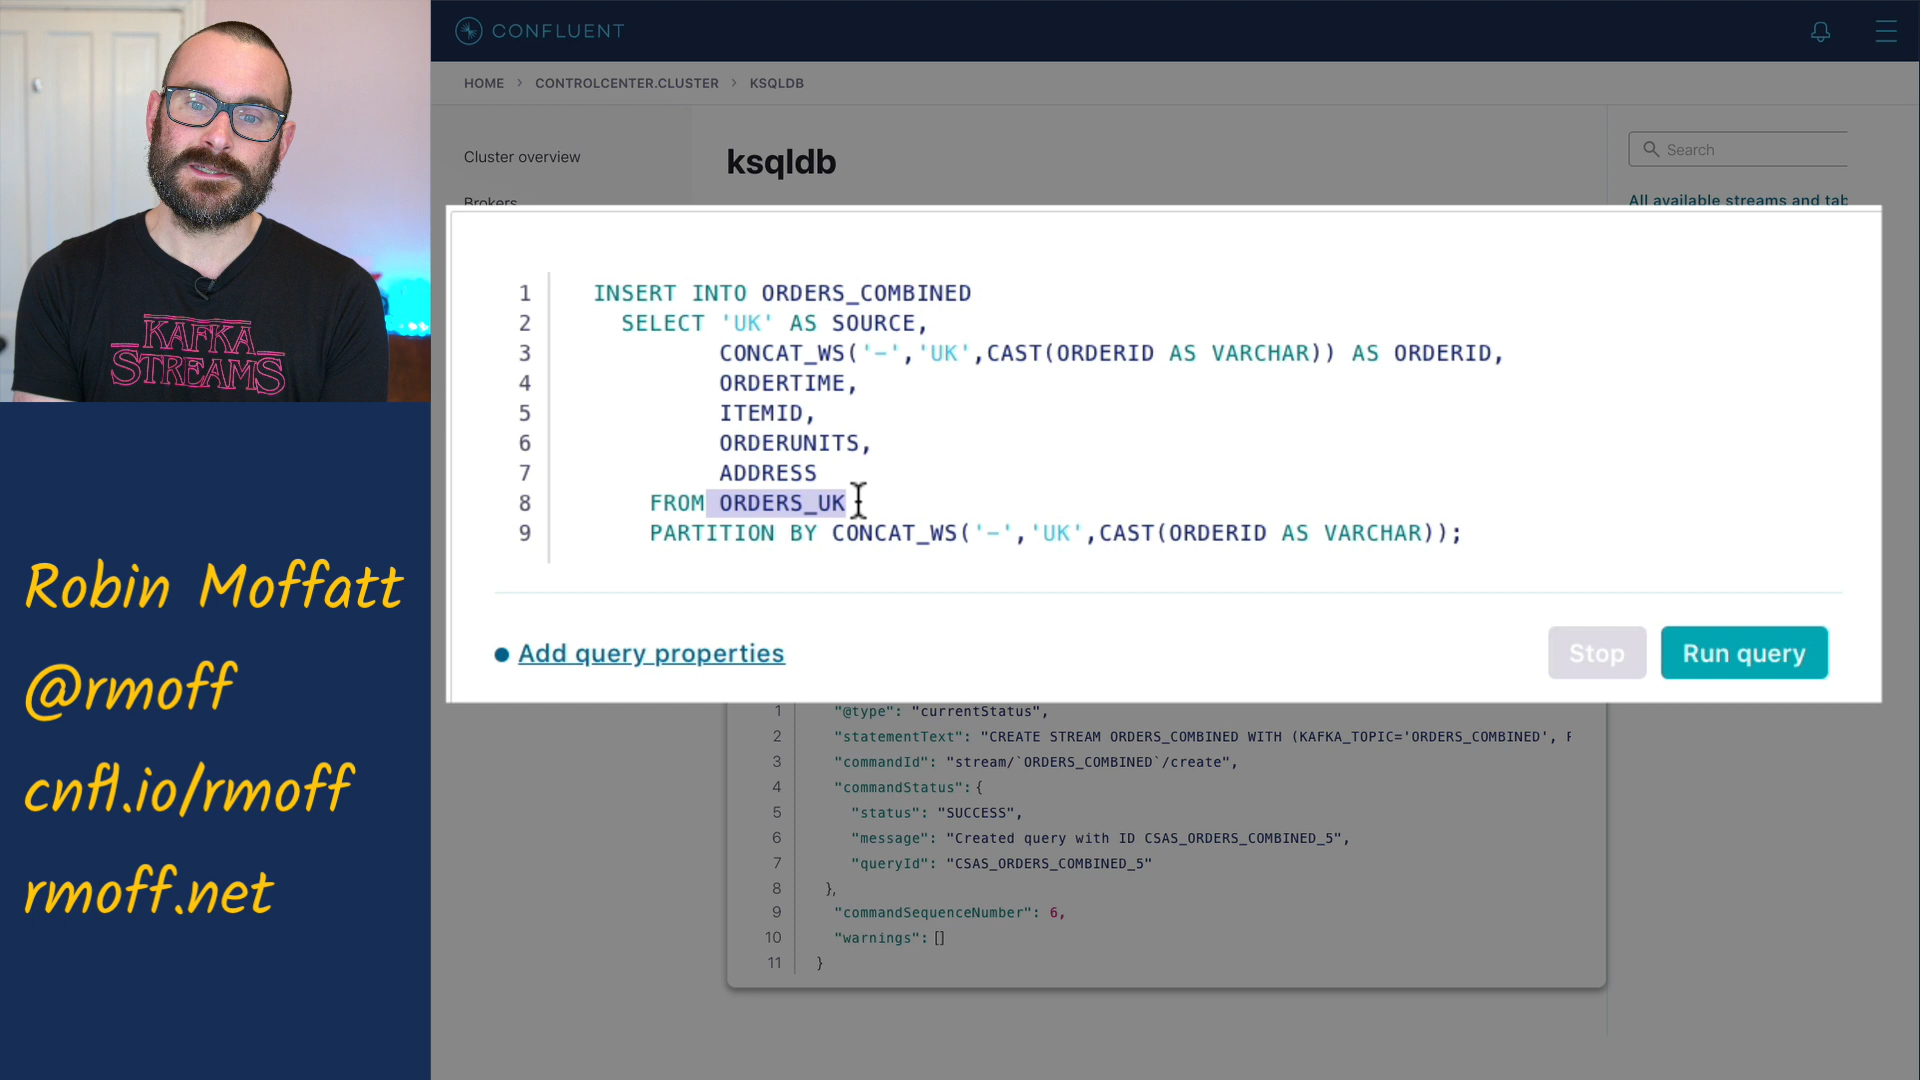 KAFKA
STREAMS
Robin Moffatt
@rmoff
cnfl.io/rmoff
rmoff.net
CONFLUENT
HOME > CONTROLCENTER.CLUSTER > KSQLDB
Cluster overview
Brokers
ksqldb
Search
All available streams and tab
1 INSERT INTO ORDERS_COMBINED
2 SELECT 'UK' AS SOURCE,
3 CONCAT_WS('-','UK',CAST(ORDERID AS VARCHAR)) AS ORDERID,
4 ORDERTIME,
5 ITEMID,
6 ORDERUNITS,
7 ADDRESS
8 FROM ORDERS_UK
9 PARTITION BY CONCAT_WS('-','UK',CAST(ORDERID AS VARCHAR));
Add query properties
Stop
Run query
1 "@type": "currentStatus",
2 "statementText": "CREATE STREAM ORDERS_COMBINED WITH (KAFKA_TOPIC='ORDERS_COMBINED',
3 "commandId": "stream/`ORDERS_COMBINED`/create",
4 "commandStatus": {
5 "status": "SUCCESS",
6 "message": "Created query with ID CSAS_ORDERS_COMBINED_5",
7 "queryId": "CSAS_ORDERS_COMBINED_5"
8 },
9 "commandSequenceNumber": 6,
10 "warnings": []
11 }